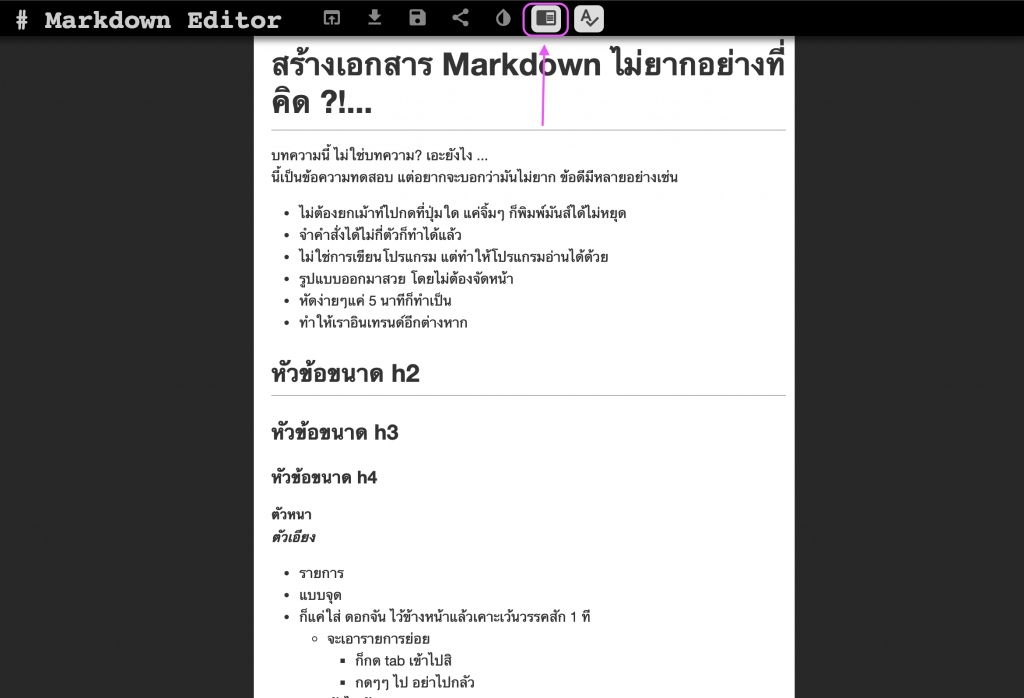 # Markdown Editor
สร้างเอกสาร Markdown ไม่ยากอย่างที่
คิด ?!...
บทความนี้ ไม่ใช่บทความ? เอะยังไง ...
นี้เป็นข้อความทดสอบ แต่อยากจะบอกว่ามันไม่ยาก ข้อดีมีหลายอย่างเช่น
• ไม่ต้องยกเม้าท์ไปกดที่ปุ่มใด แค่จิ้มๆ ก็พิมพ์มันส์ได้ไม่หยุด
• จำคำสั่งได้ไม่กี่ตัวก็ทำได้แล้ว
• ไม่ใช่การเขียนโปรแกรม แต่ทำให้โปรแกรมอ่านได้ด้วย
• รูปแบบออกมาสวย โดยไม่ต้องจัดหน้า
• หัดง่ายๆแค่ 5 นาทีก็ทำเป็น
• ทำให้เราอินเทรนด์อีกต่างหาก
หัวข้อขนาด h2
หัวข้อขนาด h3
หัวข้อขนาด h4
ตัวหนา
ตัวเอียง
• รายการ
• แบบจุด
• ก็แค่ใส่ ดอกจัน ไว้ข้างหน้าแล้วเคาะเว้นวรรคสัก 1 ที
◦ จะเอารายการย่อย
▪ ก็กด tab เข้าไปสิ
▪ กดๆๆ ไป อย่าไปกลัว